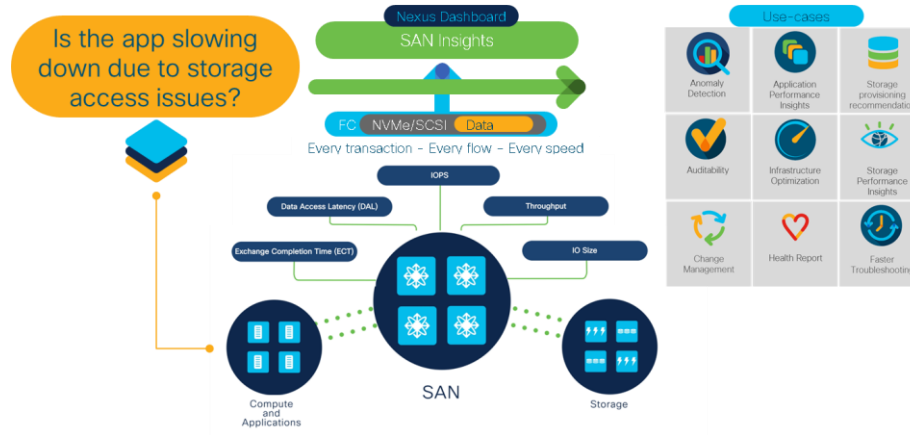 Is the app slowing
down due to storage
access issues?
Nexus Dashboard
SAN Insights
FC
NVMe/SCSI
Data
Every transaction - Every flow - Every speed
IOPS
Data Access Latency (DAL)
Throughput
Exchange Completion Time (ECT)
IO Size
SAN
Compute
and
Applications
Storage
Use-cases
Anomaly
Detection
Application
Performance
Insights
Storage
provisioning
recommendation
Auditability
Infrastructure
Optimization
Storage
Performance
Insights
Change
Management
Health Report
Faster
Troubleshooting